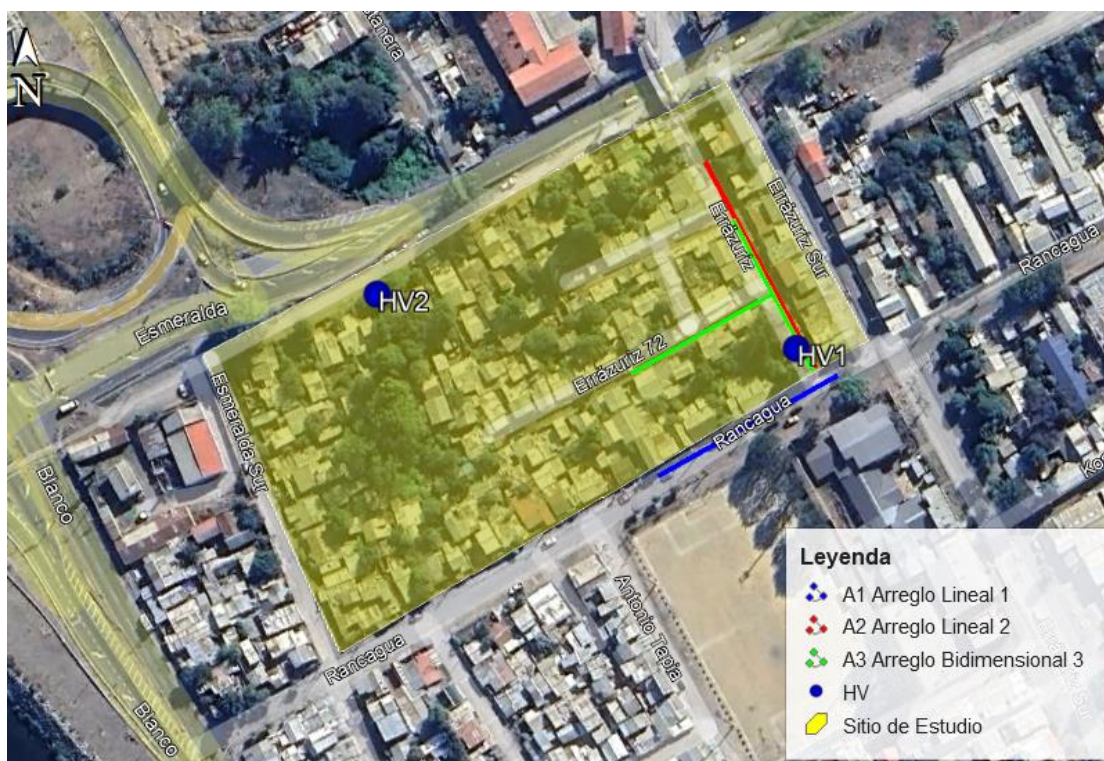 N
Esmeralda
Errázuriz
Errázuriz Sur
Rancagua
HV2
HV1
Errázuriz 72
Rancagua
Esmeralda Sur
Blanco
Antonio Tapia
Rancagua
Blanco
Leyenda
A1 Arreglo Lineal 1
A2 Arreglo Lineal 2
A3 Arreglo Bidimensional 3
HV
Sitio de Estudio